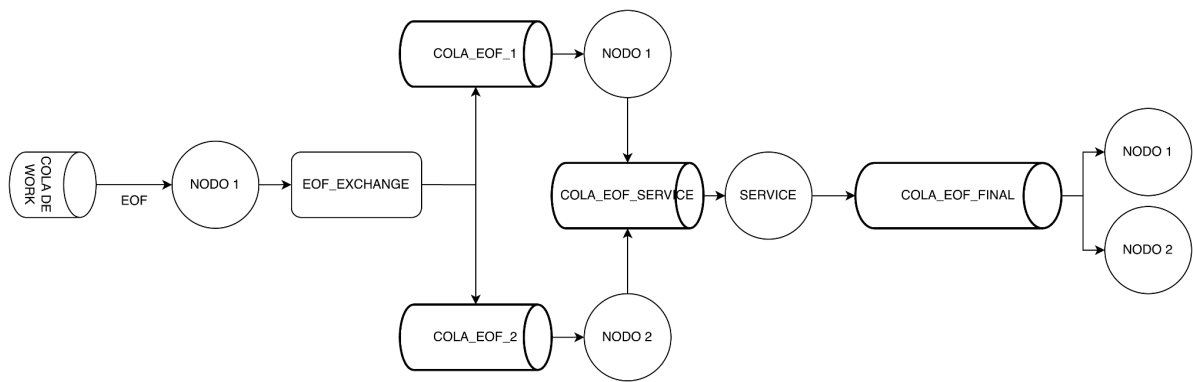 COLA DE
WORK
EOF
NODO 1
EOF_EXCHANGE
COLA_EOF_1
NODO 1
COLA_EOF_2
NODO 2
COLA_EOF_SERVICE
SERVICE
COLA_EOF_FINAL
NODO 1
NODO 2